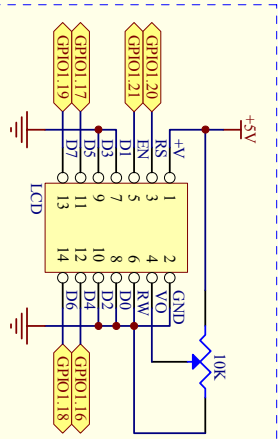 GPIO1.19
GPIO1.17
GPIO1.21
GPIO1.20
+5V
D7
D5
D3
D1
EN
RS
+V
13
11
9
7
5
3
1
LCD
14
12
10
8
6
4
2
D6
D4
D2
D0
RW
VO
GND
10K
GPIO1.18
GPIO1.16